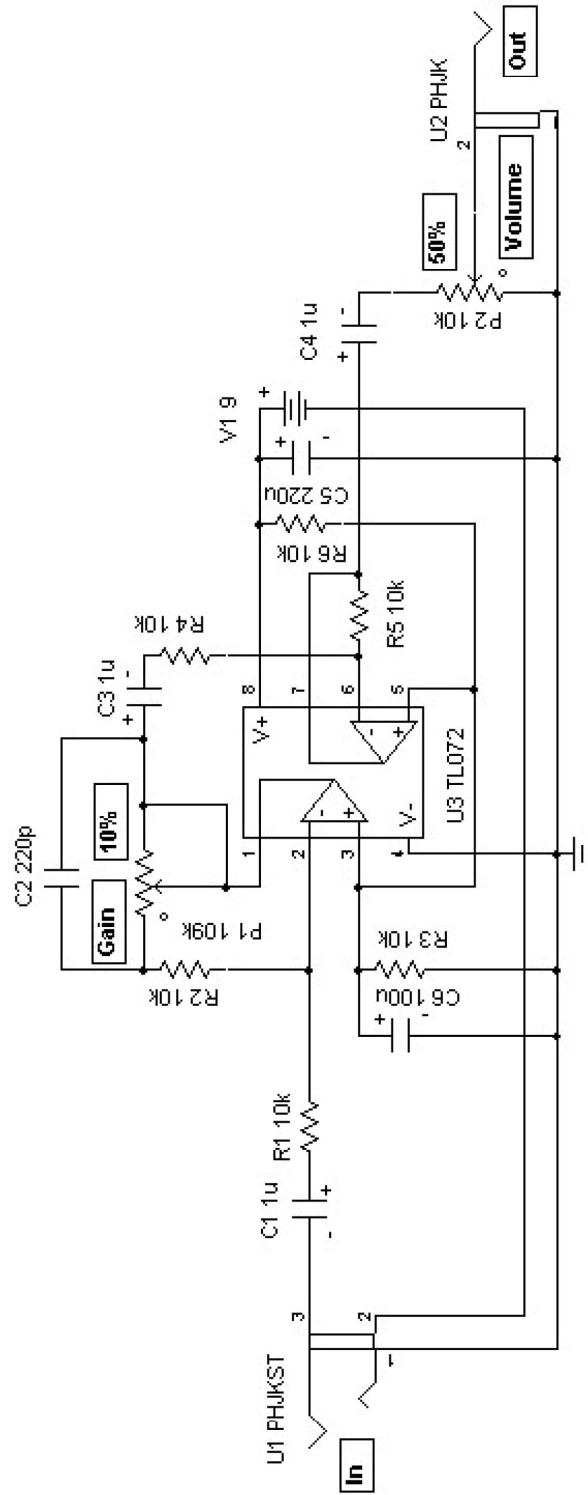 C2 220p
Gain
10%
P1 109k
R2 10k
C3 1u
+
-
R4 10k
V1 9
+
C5 220u
+
-
R6 10k
C4 1u
+
-
50%
P2 10k
Volume
U2 PHJK
2
Out
1
2
3
4
8
7
6
5
V+
V-
-
+
-
+
U3 TL072
R5 10k
R3 10k
C6 100u
+
-
R1 10k
C1 1u
-
+
U1 PHJKST
3
2
1
In